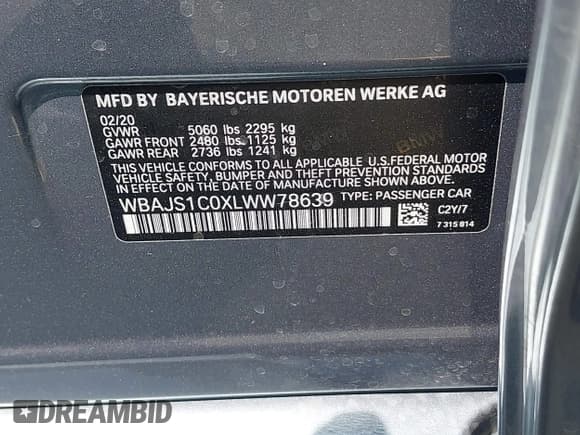 MFD BY BAYERISCHE MOTOREN WERKE AG
02/20
GVWR 5060 lbs 2295 kg
GAWR FRONT 2480 lbs 1125 kg
GAWR REAR 2736 lbs 1241 kg
THIS VEHICLE CONFORMS TO ALL APPLICABLE U.S.FEDERAL MOTOR
VEHICLE SAFETY, BUMPER AND THEFT PREVENTION STANDARDS
IN EFFECT ON THE DATE OF MANUFACTURE SHOWN ABOVE.
WBAJS1C0XLWW78639 TYPE: PASSENGER CAR
C2Y/7
7 315 814
BMW
DREAMBID